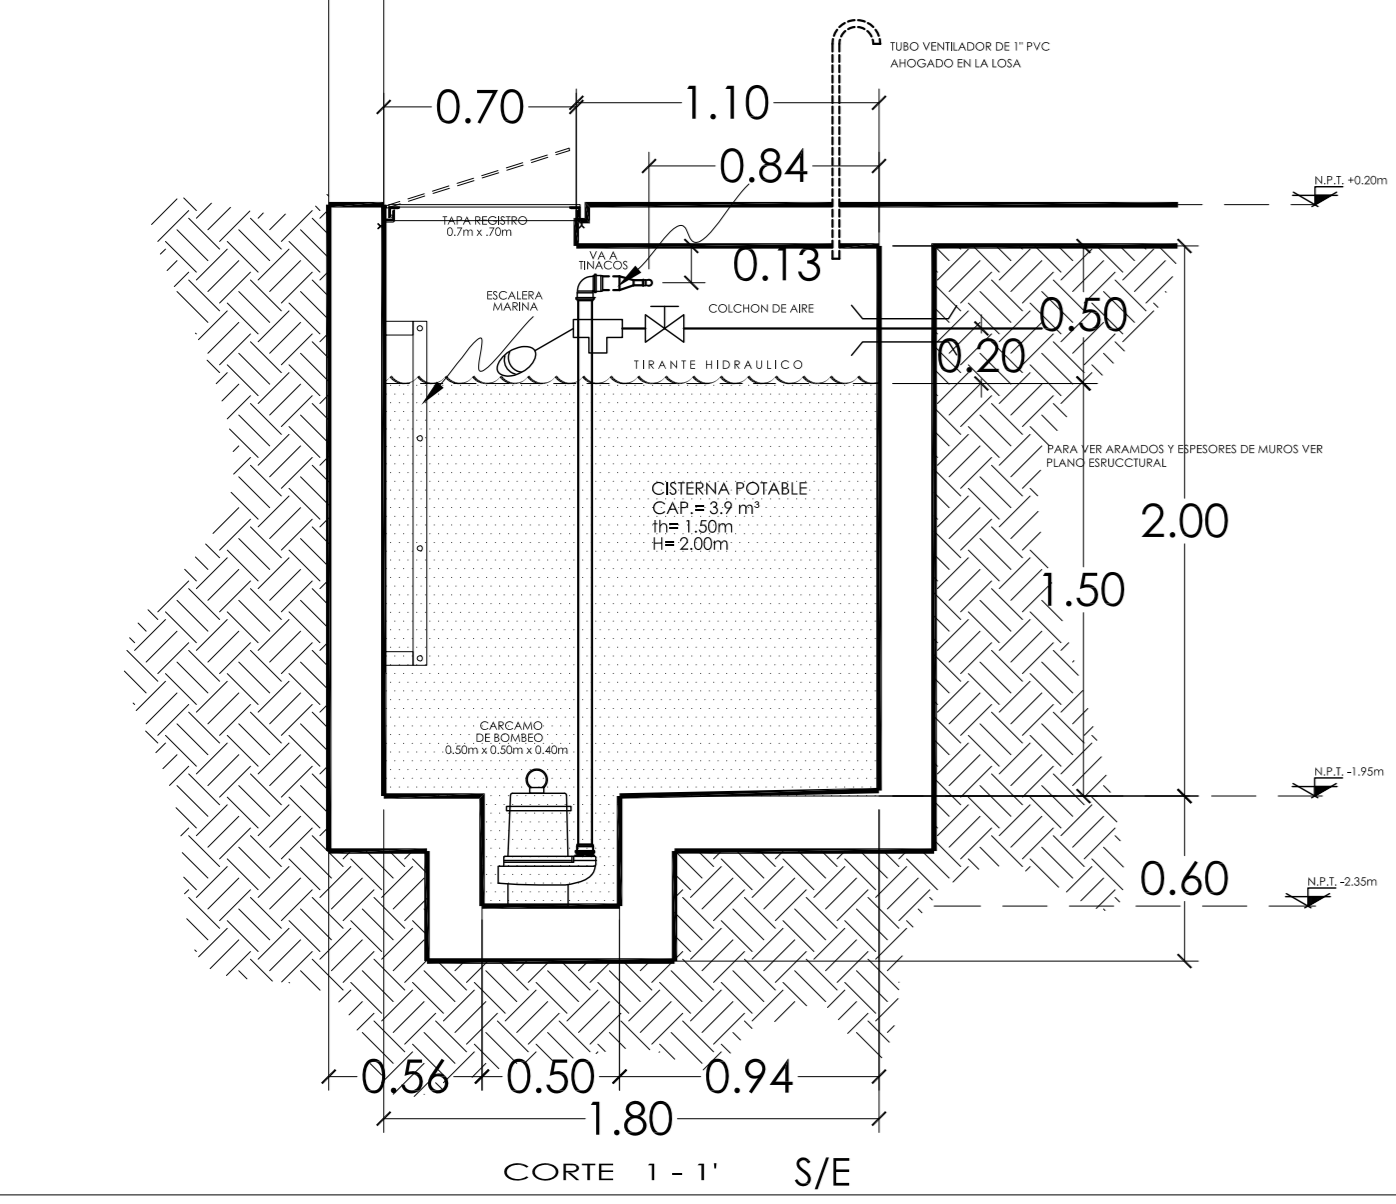 TUBO VENTILADOR DE 1" PVC
AHOGADO EN LA LOSA
0.70
1.10
0.84
N.P.T. +0.20m
TAPA REGISTRO
0.7m x .70m
VA A
TINACOS
0.13
ESCALERA
MARINA
COLCHON DE AIRE
0.50
0.20
TIRANTE HIDRAULICO
PARA VER ARAMDOS Y ESPESORES DE MUROS VER
PLANO ESRUCCTURAL
CISTERNA POTABLE
CAP.= 3.9 m³
th= 1.50m
H= 2.00m
2.00
1.50
CARCAMO
DE BOMBEO
0.50m x 0.50m x 0.40m
N.P.T. -1.95m
0.60
N.P.T. -2.35m
0.56
0.50
0.94
1.80
CORTE 1 - 1' S/E